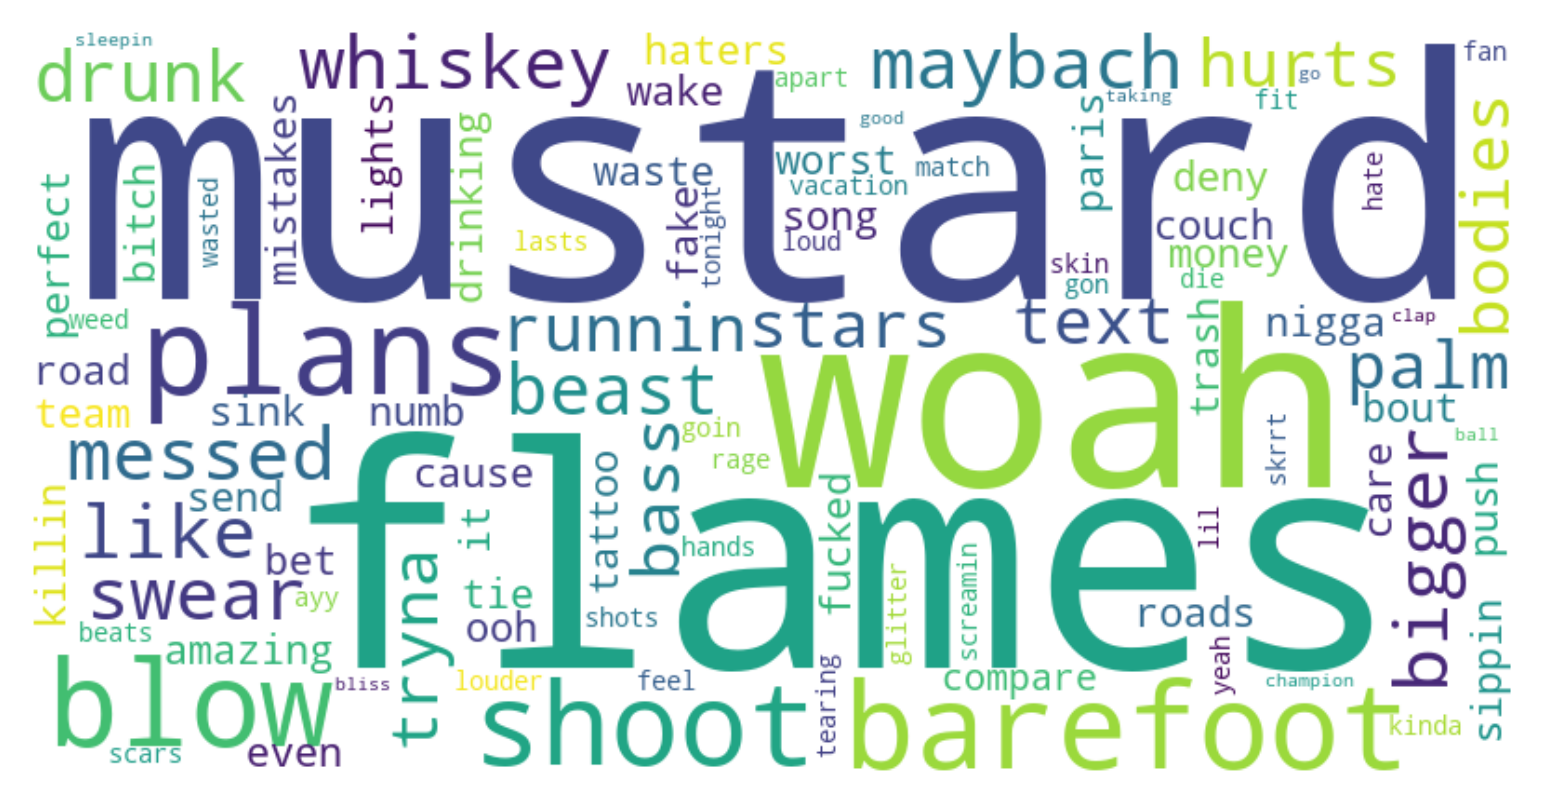 sleepin
drunk
whiskey
haters
maybach
hurts
fan
wake
apart
go
taking
fit
mustard
mistakes
lights
drinking
good
paris
bodies
perfect
bitch
wasted
waste
worst
match
vacation
deny
hate
fake
tonight
song
couch
lasts
loud
money
skin
gon
die
weed
plans
runnin
stars
text
trash
nigga
clap
road
beast
woah
palm
team
sink
numb
bout
messed
goin
ball
cause
bass
rage
skrrt
care
bigger
push
send
flames
tattoo
fucked
killin
like
it
lil
bet
hands
glitter
screamin
swear
ayy
tryna
tie
shots
roads
beats
ooh
amazing
yeah
sippin
blow
bliss
louder
feel
tearing
compare
champion
shoot
barefoot
kinda
scars
even